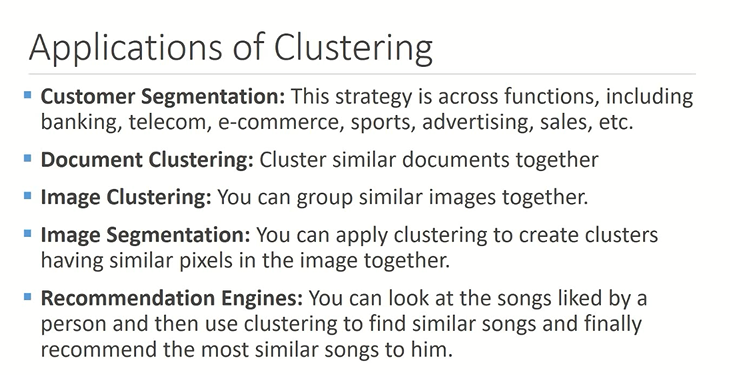 Applications of Clustering
▪ Customer Segmentation: This strategy is across functions, including
banking, telecom, e-commerce, sports, advertising, sales, etc.
▪ Document Clustering: Cluster similar documents together
▪ Image Clustering: You can group similar images together.
▪ Image Segmentation: You can apply clustering to create clusters
having similar pixels in the image together.
▪ Recommendation Engines: You can look at the songs liked by a
person and then use clustering to find similar songs and finally
recommend the most similar songs to him.